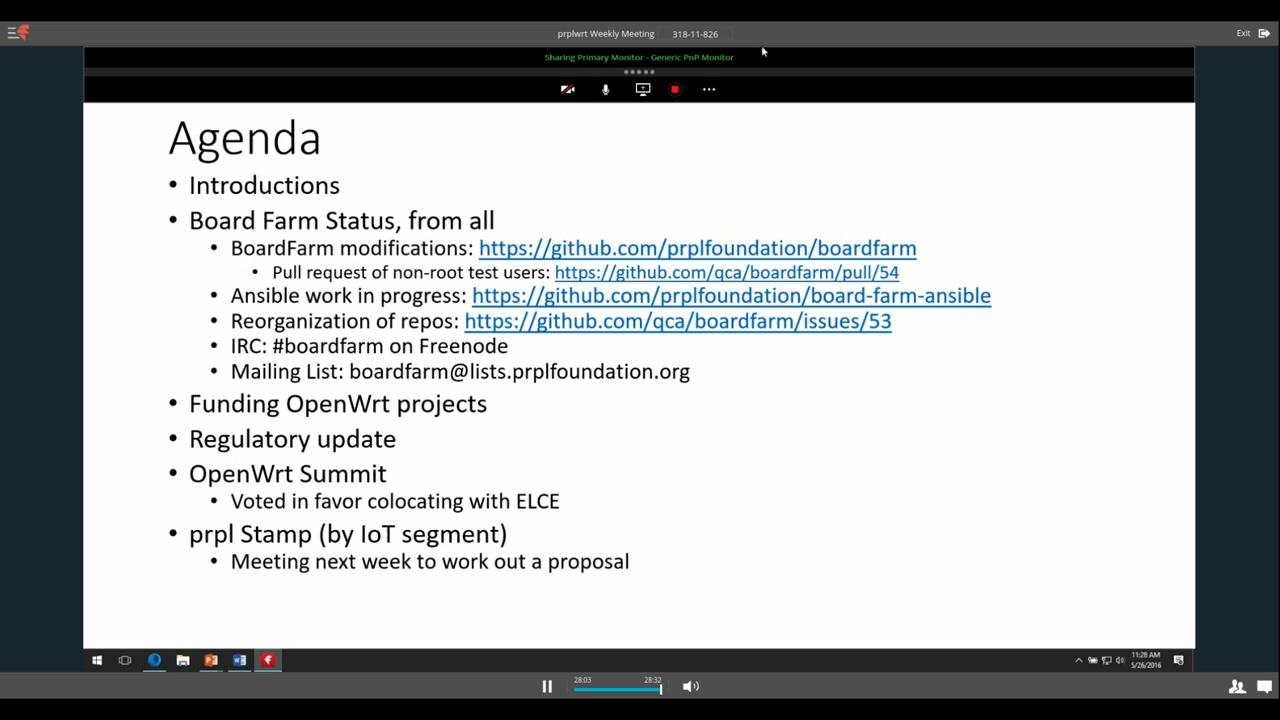 prplwrt Weekly Meeting 318-11-826 Exit
Sharing Primary Monitor - Generic PnP Monitor
Agenda
• Introductions
• Board Farm Status, from all
• BoardFarm modifications: https://github.com/prplfoundation/boardfarm
• Pull request of non-root test users: https://github.com/qca/boardfarm/pull/54
• Ansible work in progress: https://github.com/prplfoundation/board-farm-ansible
• Reorganization of repos: https://github.com/qca/boardfarm/issues/53
• IRC: #boardfarm on Freenode
• Mailing List: boardfarm@lists.prplfoundation.org
• Funding OpenWrt projects
• Regulatory update
• OpenWrt Summit
• Voted in favor colocating with ELCE
• prpl Stamp (by IoT segment)
• Meeting next week to work out a proposal
11:28 AM
5/26/2016
28:03 28:32